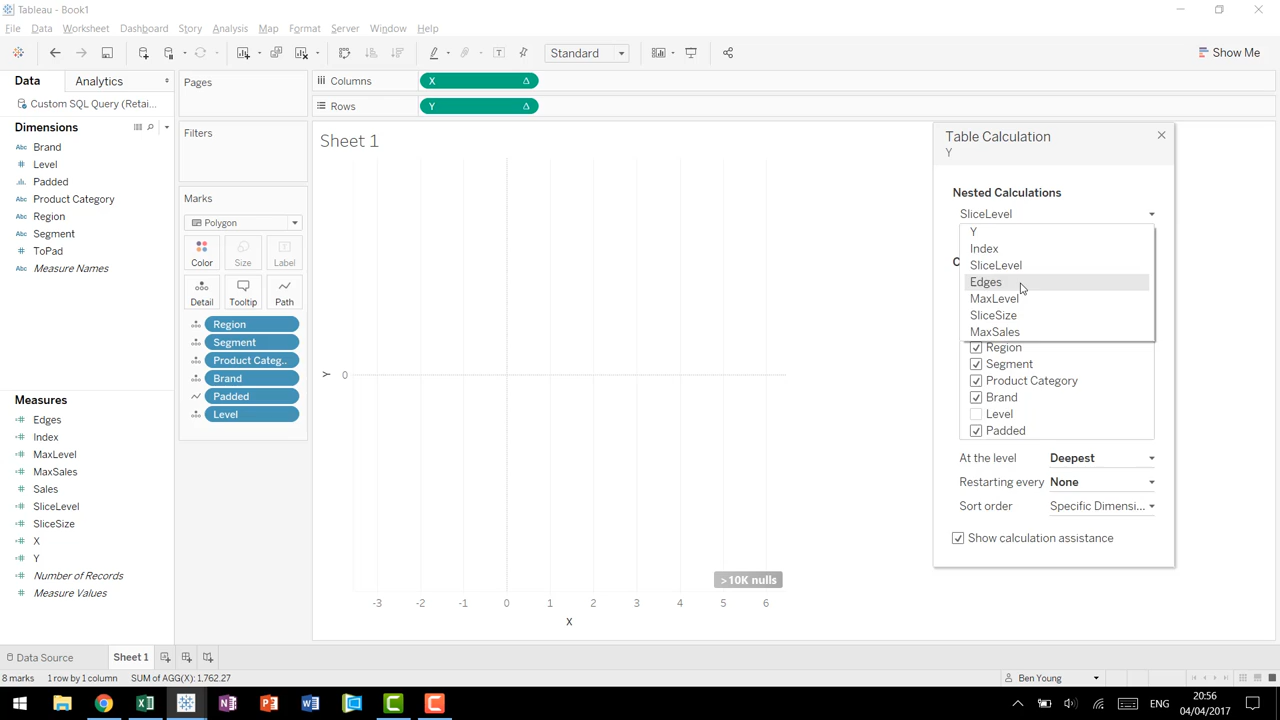 Tableau - Book1
File Data Worksheet Dashboard Story Analysis Map Format Server Window Help
Standard
Show Me
Data Analytics
Custom SQL Query (Retai...
Dimensions
Abc Brand
# Level
Padded
Abc Product Category
Abc Region
Abc Segment
# ToPad
Abc Measure Names
Measures
Edges
Index
MaxLevel
MaxSales
Sales
SliceLevel
SliceSize
X
Y
Number of Records
Measure Values
Pages
Filters
Marks
Polygon
Color Size Label
Detail Tooltip Path
Region
Segment
Product Categ..
Brand
Padded
Level
Columns X Δ
Rows Y Δ
Sheet 1
Y
0
-3 -2 -1 0 1 2 3 4 5 6
X
>10K nulls
Table Calculation
Y
Nested Calculations
SliceLevel
Y
Index
SliceLevel
Edges
MaxLevel
SliceSize
MaxSales
Region
Segment
Product Category
Brand
Level
Padded
At the level Deepest
Restarting every None
Sort order Specific Dimensi...
Show calculation assistance
Data Source Sheet 1
8 marks 1 row by 1 column SUM of AGG(X): 1,762.27
Ben Young
ENG
20:56
04/04/2017